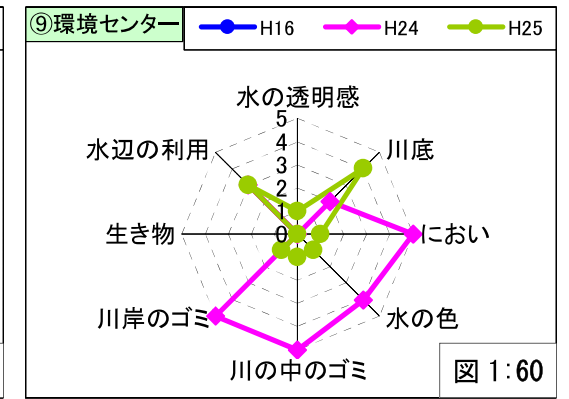 ⑨環境センター
H16 H24 H25
水の透明感
5
4
3
2
1
0
川底
におい
水の色
川の中のゴミ
川岸のゴミ
生き物
水辺の利用
図 1:60